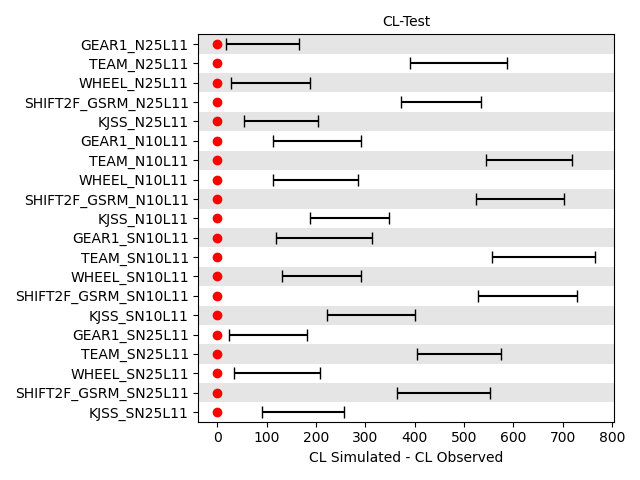 CL-Test
GEAR1_N25L11
TEAM_N25L11
WHEEL_N25L11
SHIFT2F_GSRM_N25L11
KJSS_N25L11
GEAR1_N10L11
TEAM_N10L11
WHEEL_N10L11
SHIFT2F_GSRM_N10L11
KJSS_N10L11
GEAR1_SN10L11
TEAM_SN10L11
WHEEL_SN10L11
SHIFT2F_GSRM_SN10L11
KJSS_SN10L11
GEAR1_SN25L11
TEAM_SN25L11
WHEEL_SN25L11
SHIFT2F_GSRM_SN25L11
KJSS_SN25L11
0 100 200 300 400 500 600 700 800
CL Simulated - CL Observed